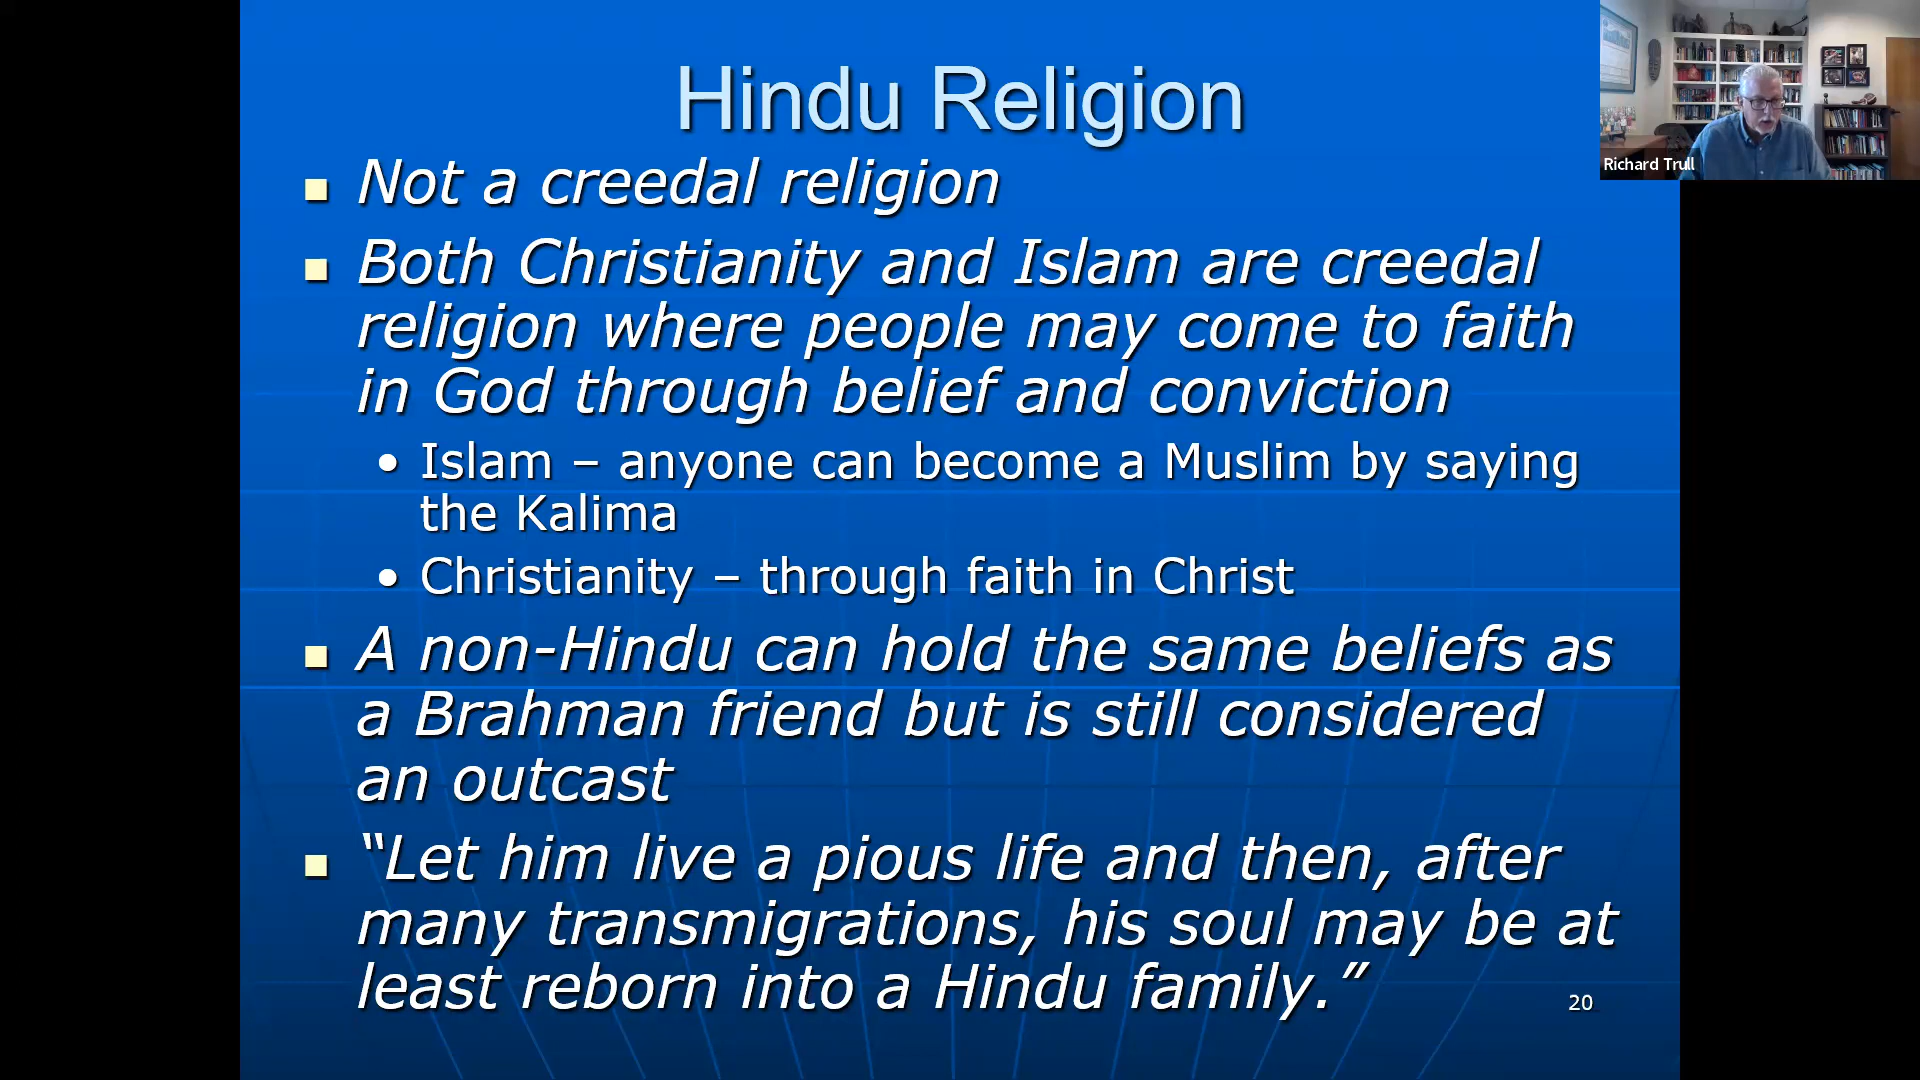 Hindu Religion
Richard Trull
Not a creedal religion
Both Christianity and Islam are creedal
religion where people may come to faith
in God through belief and conviction
• Islam – anyone can become a Muslim by saying
the Kalima
• Christianity – through faith in Christ
A non-Hindu can hold the same beliefs as
a Brahman friend but is still considered
an outcast
“Let him live a pious life and then, after
many transmigrations, his soul may be at
least reborn into a Hindu family.”
20